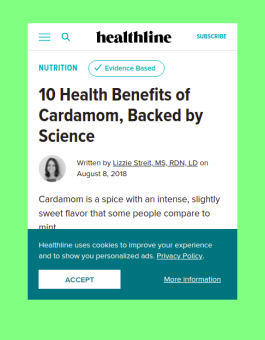 healthline
SUBSCRIBE
NUTRITION
Evidence Based
10 Health Benefits of
Cardamom, Backed by
Science
Written by Lizzie Streit, MS, RDN, LD on
August 8, 2018
Cardamom is a spice with an intense, slightly
sweet flavor that some people compare to
mint.
Healthline uses cookies to improve your experience
and to show you personalized ads. Privacy Policy.
ACCEPT
More information